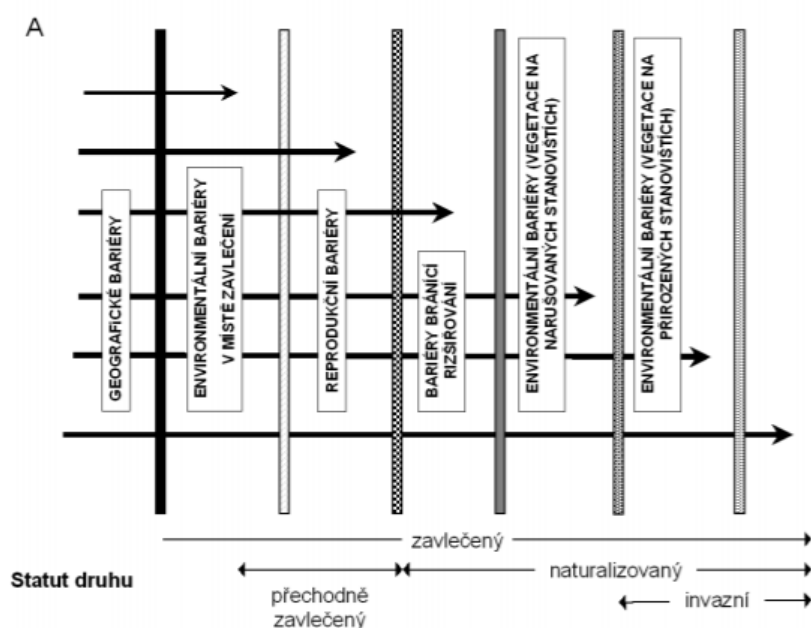 A
GEOGRAFICKÉ BARIÉRY
ENVIRONMENTÁLNÍ BARIÉRY
V MÍSTĚ ZAVLEČENÍ
REPRODUKČNÍ BARIÉRY
BARIÉRY BRÁNÍCÍ
RIZŠIŘOVÁNÍ
ENVIRONMENTÁLNÍ BARIÉRY (VEGETACE NA
NARUŠOVANÝCH STANOVIŠTÍCH)
ENVIRONMENTÁLNÍ BARIÉRY (VEGETACE NA
PŘIROZENÝCH STANOVIŠTÍCH)
zavlečený
Statut druhu
přechodně
zavlečený
naturalizovaný
invazní